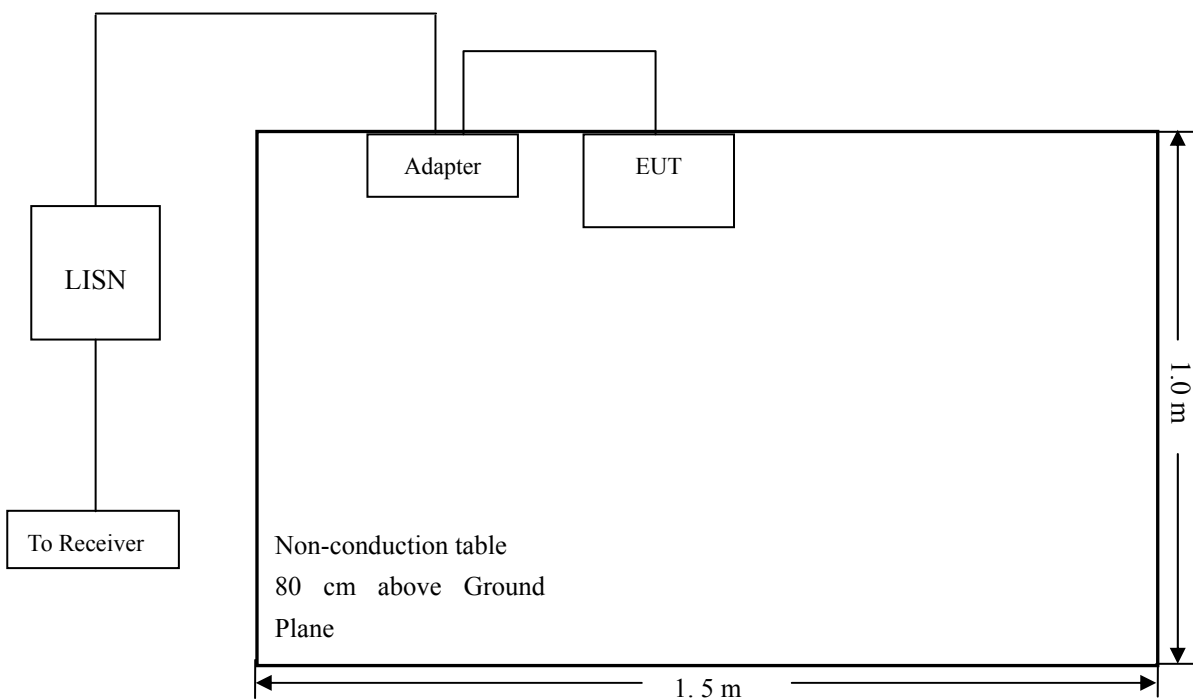 Adapter
EUT
LISN
To Receiver
Non-conduction table
80 cm above Ground
Plane
1.0 m
1. 5 m